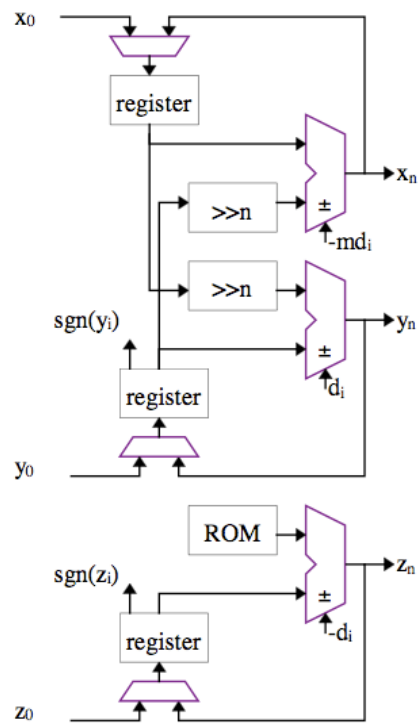 x₀
register
>>n
xₙ
±
-mdᵢ
>>n
sgn(yᵢ)
yₙ
±
register
dᵢ
y₀
ROM
sgn(zᵢ)
zₙ
±
register
-dᵢ
z₀